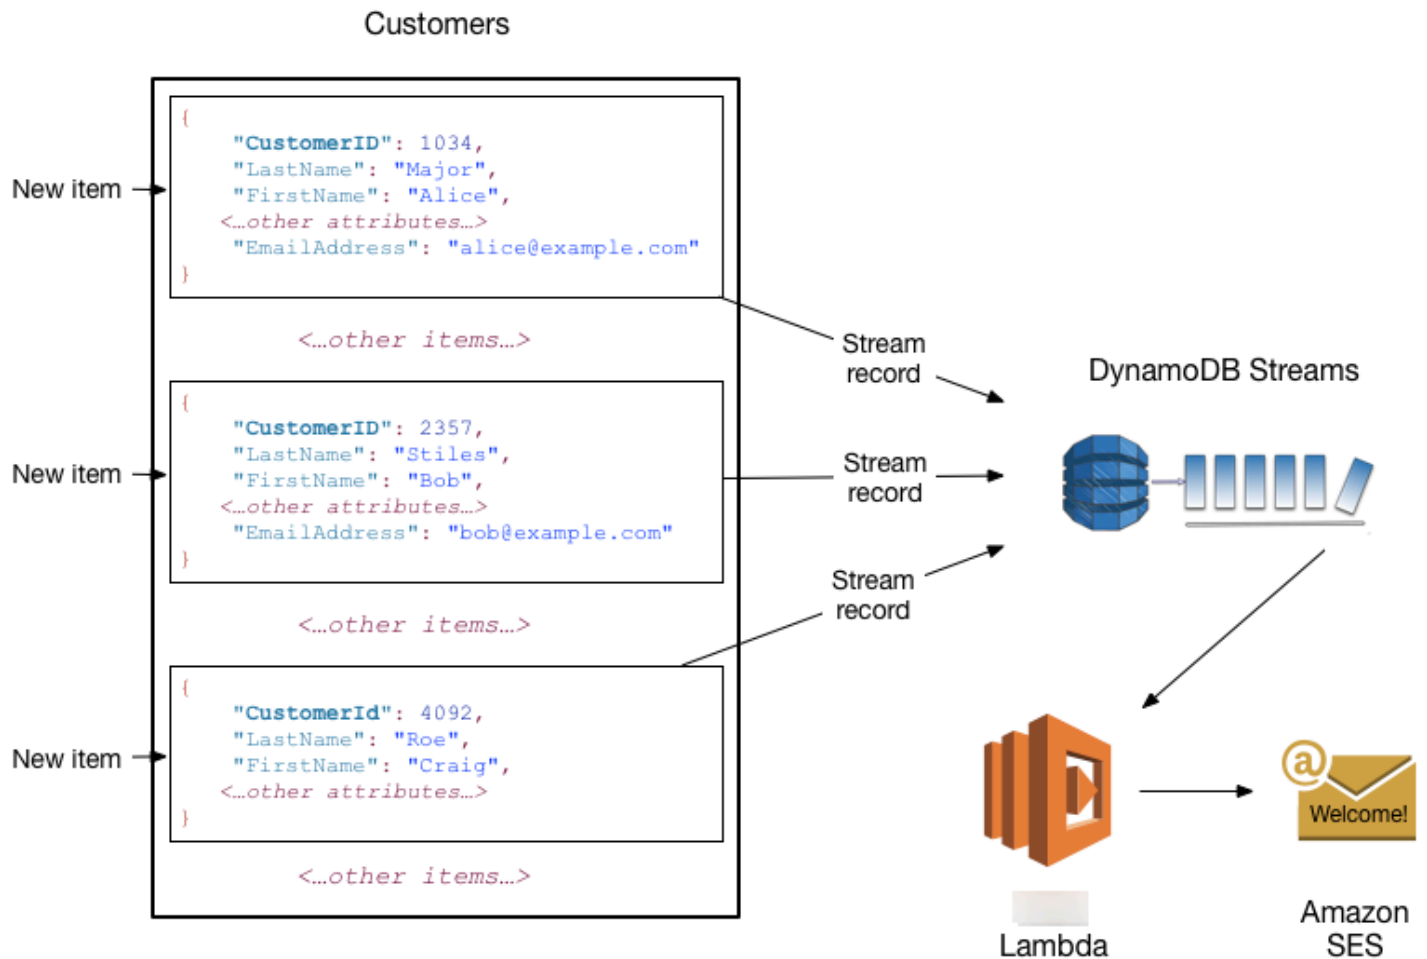 Customers
New item
{
"CustomerID": 1034,
"LastName": "Major",
"FirstName": "Alice",
<…other attributes…>
"EmailAddress": "alice@example.com"
}
<…other items…>
New item
{
"CustomerID": 2357,
"LastName": "Stiles",
"FirstName": "Bob",
<…other attributes…>
"EmailAddress": "bob@example.com"
}
<…other items…>
New item
{
"CustomerId": 4092,
"LastName": "Roe",
"FirstName": "Craig",
<…other attributes…>
}
<…other items…>
Stream
record
Stream
record
Stream
record
DynamoDB Streams
Lambda
@
Welcome!
Amazon
SES